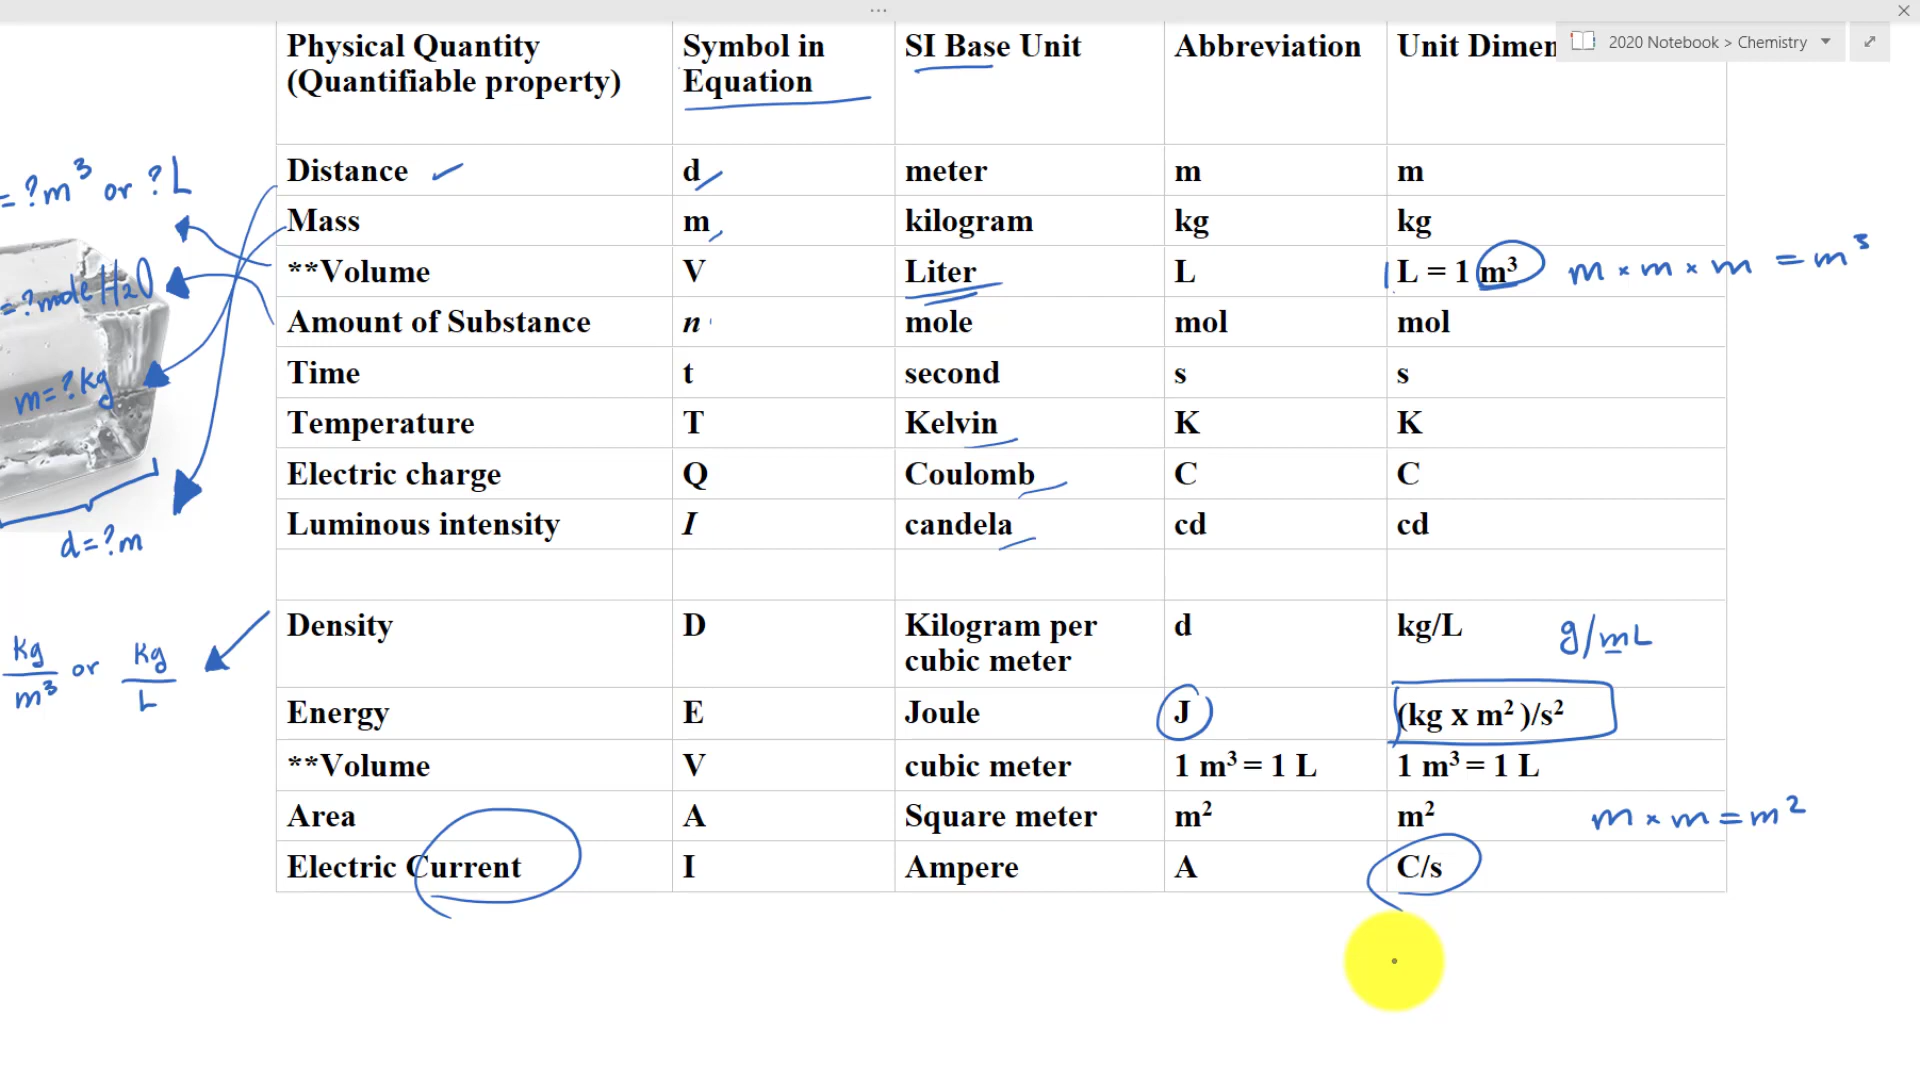 2020 Notebook > Chemistry
Physical Quantity (Quantifiable property) Symbol in Equation SI Base Unit Abbreviation Unit Dimen
Distance d meter m m
Mass m kilogram kg kg
**Volume V Liter L 1 L = 1 m³ m × m × m = m³
Amount of Substance n mole mol mol
Time t second s s
Temperature T Kelvin K K
Electric charge Q Coulomb C C
Luminous intensity I candela cd cd
Density D Kilogram per cubic meter d kg/L g/mL
Energy E Joule J (kg x m² )/s²
**Volume V cubic meter 1 m³ = 1 L 1 m³ = 1 L
Area A Square meter m² m² m × m = m²
Electric Current I Ampere A C/s
= ?m³ or ?L
= ?mole H₂O
m = ?kg
d = ?m
kg/m³ or kg/L